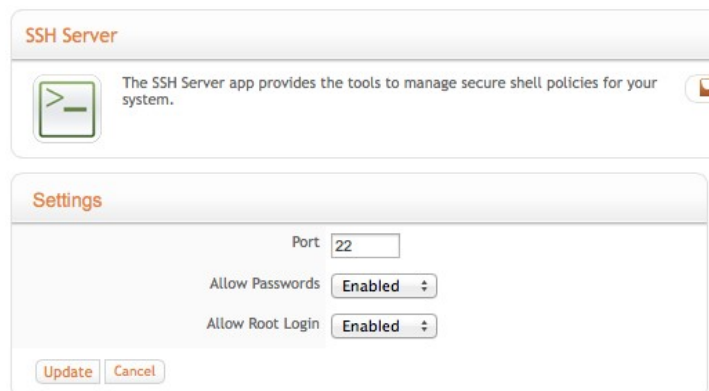 SSH Server
>_
The SSH Server app provides the tools to manage secure shell policies for your
system.
Settings
Port 22
Allow Passwords Enabled
Allow Root Login Enabled
Update Cancel